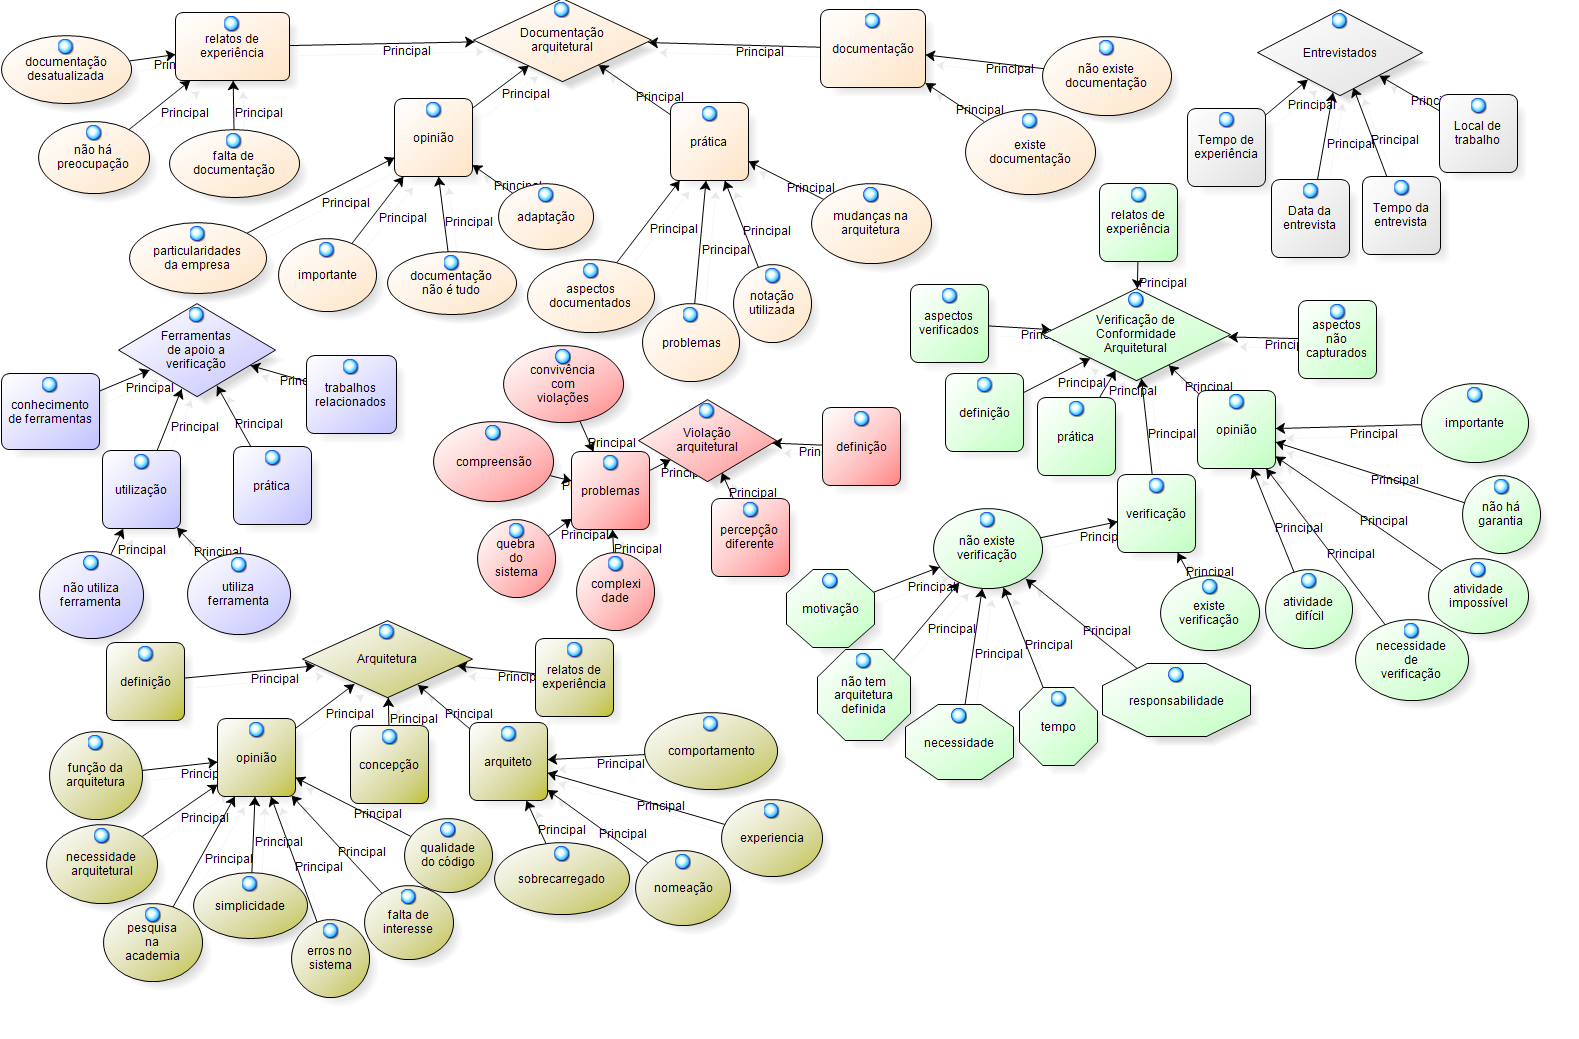 relatos de
experiência
Documentação
arquitetural
documentação
documentação
desatualizada
não há
preocupação
falta de
documentação
opinião
prática
não existe
documentação
existe
documentação
Principal
Principal
Principal
Principal
Principal
Principal
Principal
Principal
Principal
particularidades
da empresa
importante
documentação
não é tudo
adaptação
Principal
Principal
Principal
aspectos
documentados
problemas
notação
utilizada
mudanças na
arquitetura
Principal
Principal
Principal
Principal
Entrevistados
Tempo de
experiência
Data da
entrevista
Tempo da
entrevista
Local de
trabalho
Principal
Principal
Principal
relatos de
experiência
Principal
aspectos
verificados
Verificação de
Conformidade
Arquitetural
aspectos
não
capturados
definição
prática
opinião
verificação
Principal
Principal
Principal
Principal
importante
não há
garantia
atividade
impossível
necessidade
de
verificação
atividade
difícil
Principal
Principal
Principal
Principal
Principal
não existe
verificação
existe
verificação
Principal
motivação
não tem
arquitetura
definida
necessidade
tempo
responsabilidade
Principal
Principal
Principal
Principal
Principal
Ferramentas
de apoio a
verificação
conhecimento
de ferramentas
trabalhos
relacionados
utilização
prática
Principal
Principal
Principal
não utiliza
ferramenta
utiliza
ferramenta
Principal
Principal
convivência
com
violações
compreensão
problemas
Violação
arquitetural
definição
percepção
diferente
quebra
do
sistema
complexi
dade
Principal
Principal
Principal
Principal
Arquitetura
definição
relatos de
experiência
opinião
concepção
arquiteto
Principal
Principal
Principal
Principal
função da
arquitetura
necessidade
arquitetural
pesquisa
na
academia
simplicidade
erros no
sistema
falta de
interesse
qualidade
do código
Principal
Principal
Principal
Principal
Principal
Principal
comportamento
experiencia
nomeação
sobrecarregado
Principal
Principal
Principal
Principal